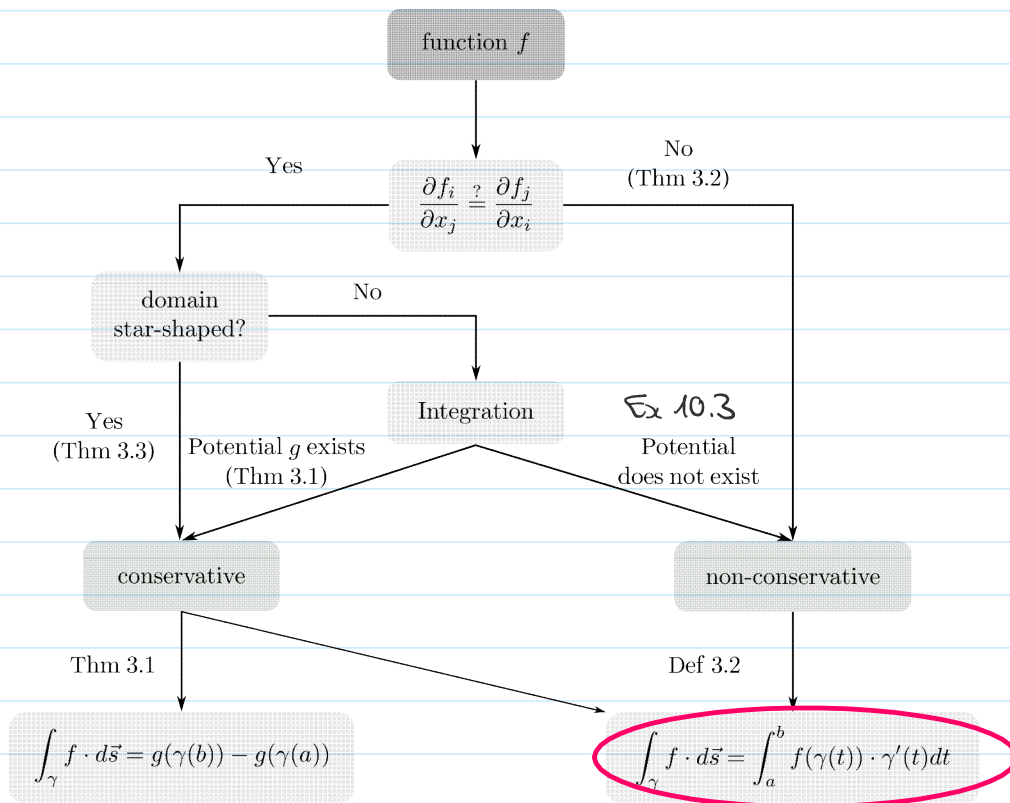 function f
Yes
No
(Thm 3.2)
∂f_i/∂x_j ≟ ∂f_j/∂x_i
domain
star-shaped?
No
Integration
Ex 10.3
Yes
(Thm 3.3)
Potential g exists
(Thm 3.1)
Potential
does not exist
conservative
non-conservative
Thm 3.1
Def 3.2
∫_γ f · ds⃗ = g(γ(b)) − g(γ(a))
∫_γ f · ds⃗ = ∫_a^b f(γ(t)) · γ′(t)dt